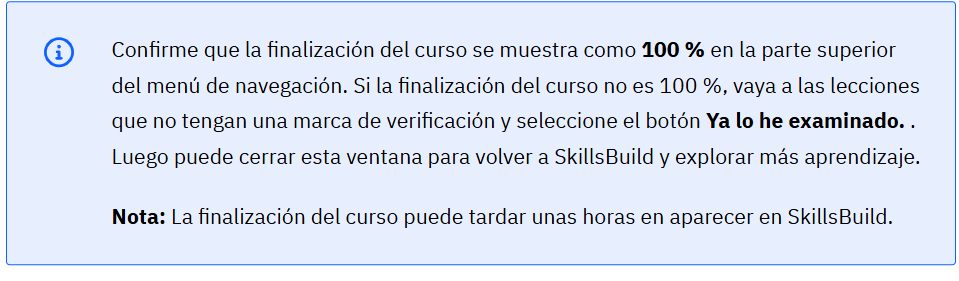 Confirme que la finalización del curso se muestra como 100 % en la parte superior
del menú de navegación. Si la finalización del curso no es 100 %, vaya a las lecciones
que no tengan una marca de verificación y seleccione el botón Ya lo he examinado. .
Luego puede cerrar esta ventana para volver a SkillsBuild y explorar más aprendizaje.
Nota: La finalización del curso puede tardar unas horas en aparecer en SkillsBuild.